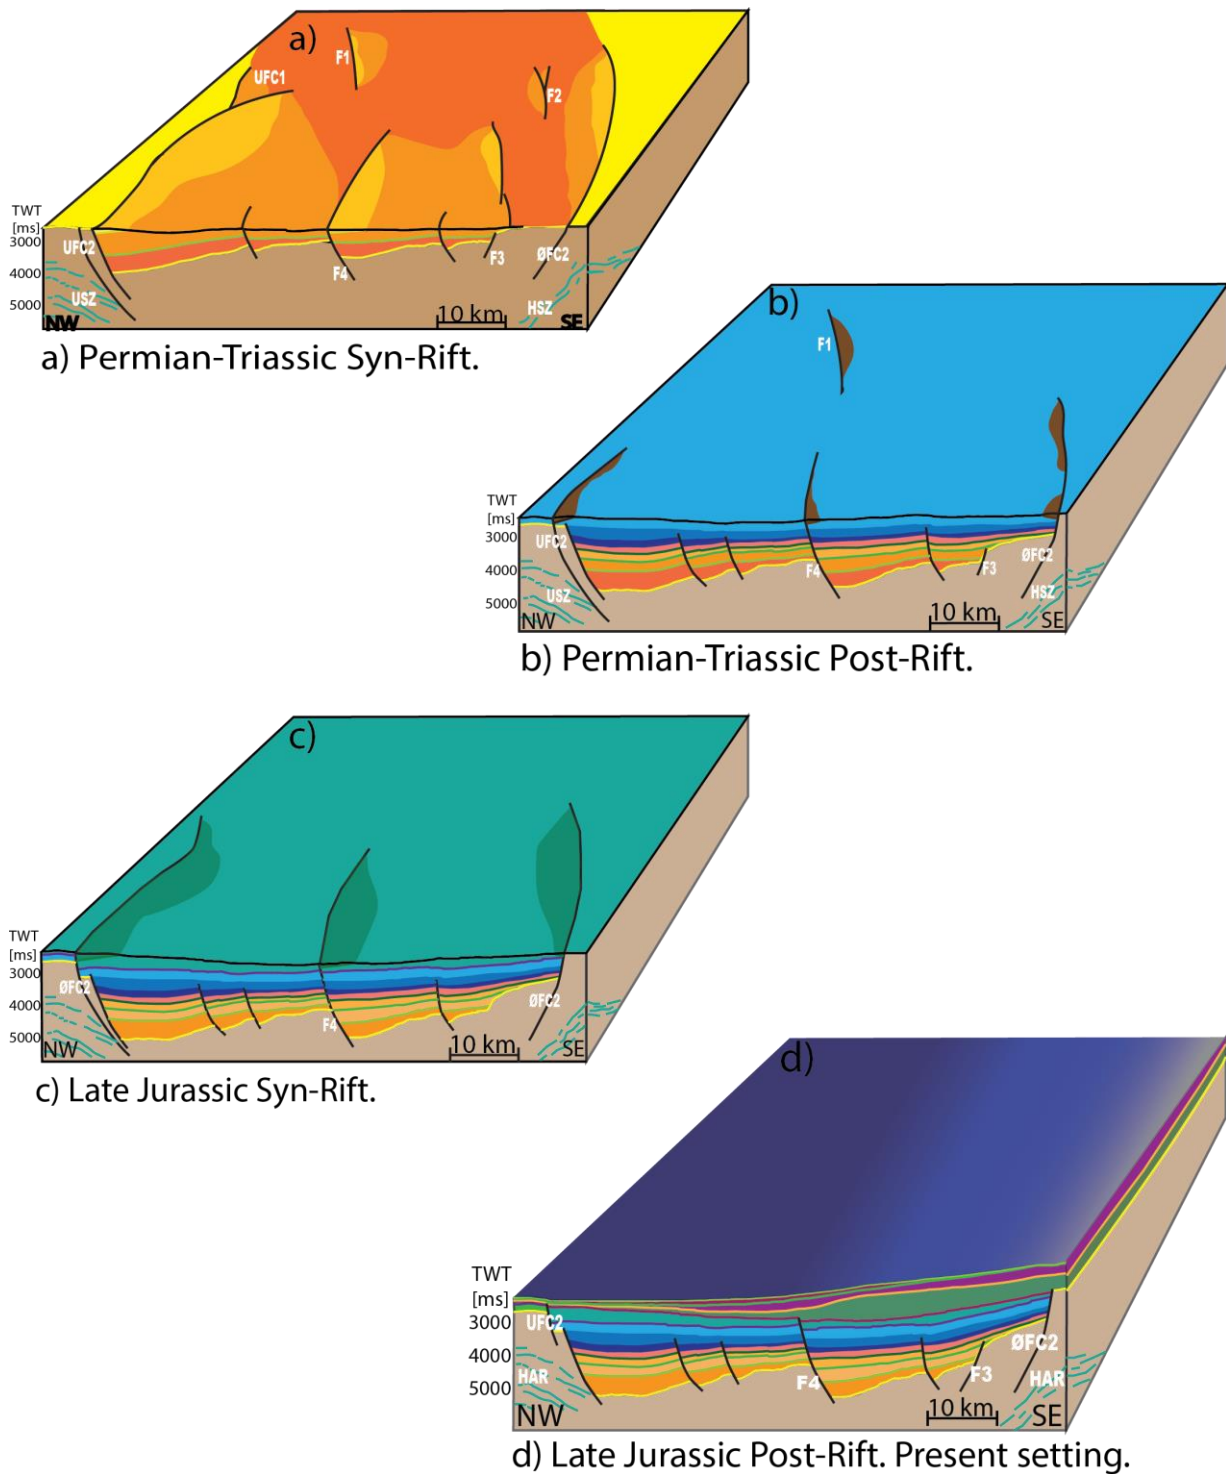 a)
F1
UFC1
F2
TWT
[ms]
3000
4000
5000
UFC2
USZ
NW
F4
F3
ØFC2
HSZ
10 km
SE
a) Permian-Triassic Syn-Rift.
b)
F1
TWT
[ms]
3000
4000
5000
UFC2
USZ
NW
F4
F3
ØFC2
HSZ
10 km
SE
b) Permian-Triassic Post-Rift.
c)
TWT
[ms]
3000
4000
5000
ØFC2
NW
F4
ØFC2
10 km
SE
c) Late Jurassic Syn-Rift.
d)
TWT
[ms]
3000
4000
5000
UFC2
HAR
NW
F4
F3
ØFC2
HAR
10 km
SE
d) Late Jurassic Post-Rift. Present setting.